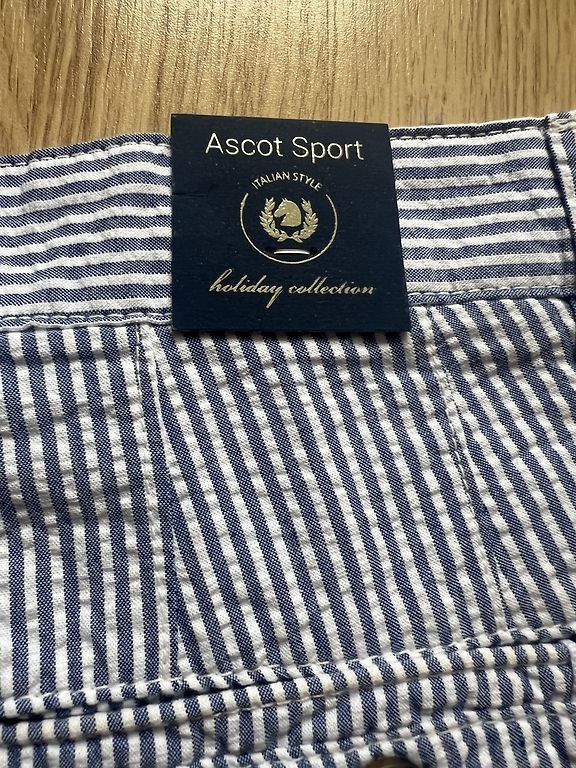 Ascot Sport
ITALIAN STYLE
holiday collection